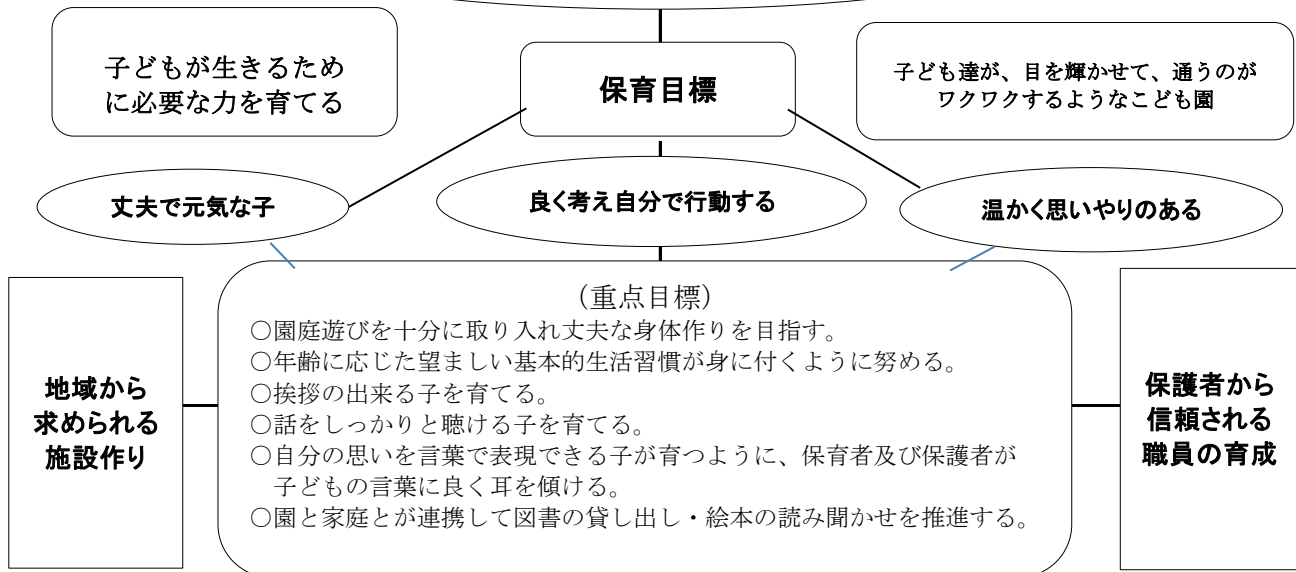 子どもが生きるため
に必要な力を育てる
保育目標
子ども達が、目を輝かせて、通うのが
ワクワクするようなこども園
丈夫で元気な子
良く考え自分で行動する
温かく思いやりのある
(重点目標)
○園庭遊びを十分に取り入れ丈夫な身体作りを目指す。
○年齢に応じた望ましい基本的生活習慣が身に付くように努める。
○挨拶の出来る子を育てる。
○話をしっかりと聴ける子を育てる。
○自分の思いを言葉で表現できる子が育つように、保育者及び保護者が
子どもの言葉に良く耳を傾ける。
○園と家庭とが連携して図書の貸し出し・絵本の読み聞かせを推進する。
地域から
求められる
施設作り
保護者から
信頼される
職員の育成